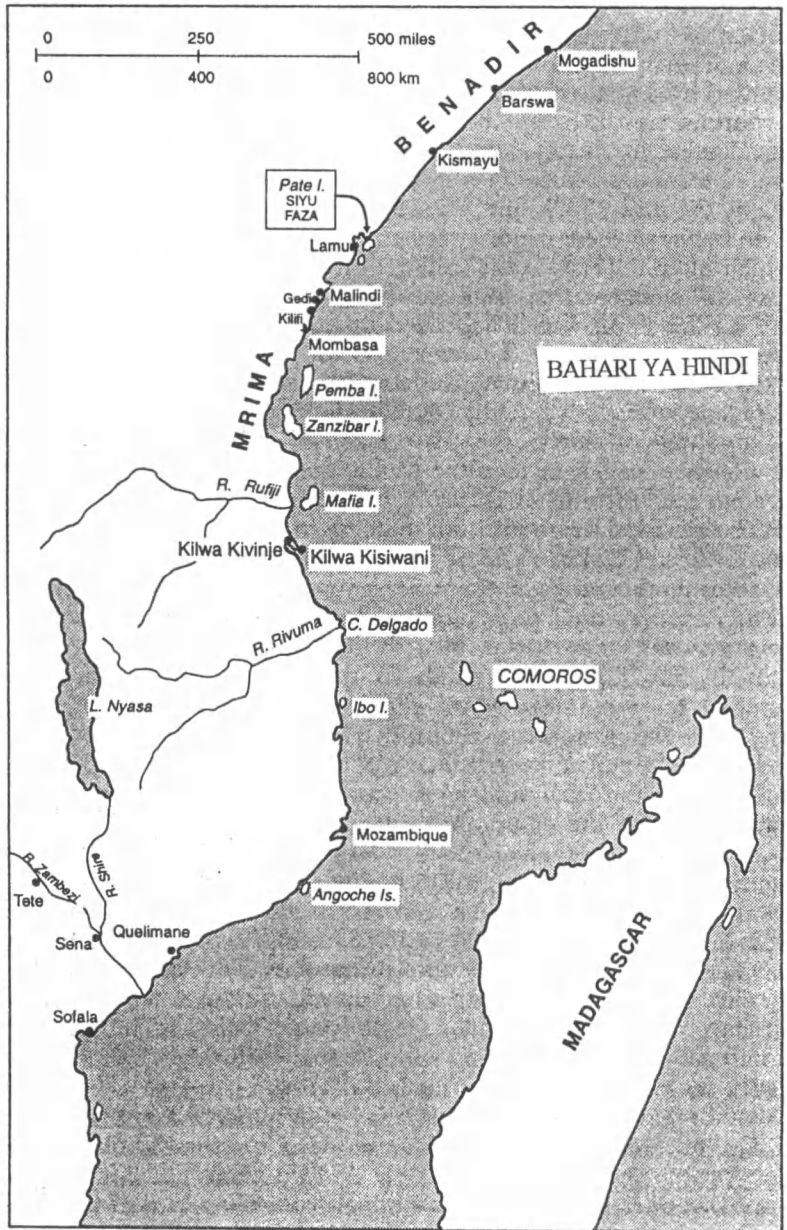 0 250 500 miles
0 400 800 km
BENADIR
Mogadishu
Barswa
Kismayu
Pate I.
SIYU
FAZA
Lamu
Malindi
Gedi
Kilifi
Mombasa
BAHARI YA HINDI
MRIMA
Pemba I.
Zanzibar I.
R. Rufiji
Mafia I.
Kilwa Kivinje
Kilwa Kisiwani
R. Rivuma
C. Delgado
COMOROS
L. Nyasa
Ibo I.
Mozambique
R. Zambezi
R. Shire
Angoche Is.
Tete
Quelimane
Sena
Sofala
MADAGASCAR